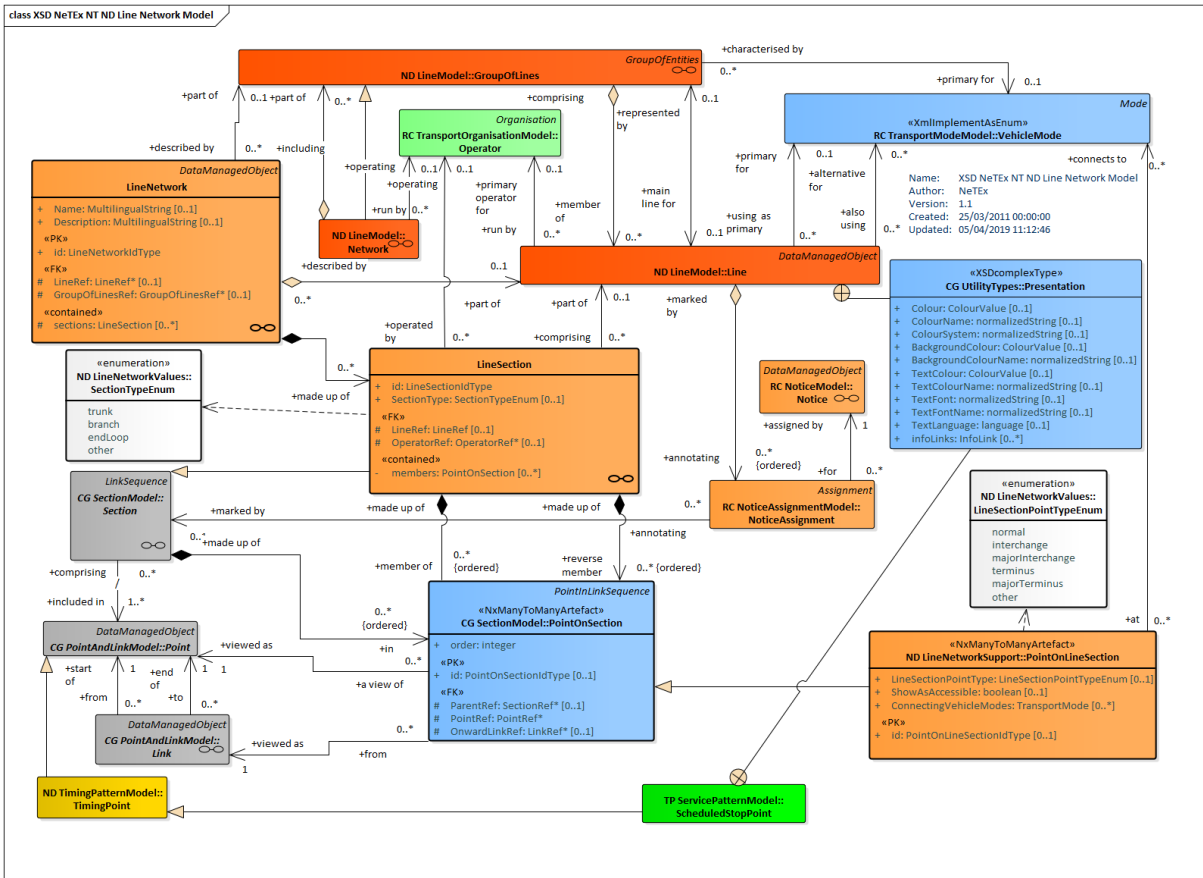 class XSD NeTEx NT ND Line Network Model
GroupOfEntities
ND LineModel::GroupOfLines
+characterised by
0..*
+primary for
0..1
+part of
0..1
+part of
0..*
+comprising
+represented
by
0..1
Organisation
RC TransportOrganisationModel::
Operator
Mode
«XmlImplementAsEnum»
RC TransportModeModel::VehicleMode
+described by
0..*
+including
+operating
0..1
+operating
0..1
0..1
+primary
operator
for
+primary
for
0..1
+alternative
for
0..*
+connects to
0..*
DataManagedObject
LineNetwork
+ Name: MultilingualString [0..1]
+ Description: MultilingualString [0..1]
«PK»
+ id: LineNetworkIdType
«FK»
# LineRef: LineRef* [0..1]
# GroupOfLinesRef: GroupOfLinesRef* [0..1]
«contained»
# sections: LineSection [0..*]
Name: XSD NeTEx NT ND Line Network Model
Author: NeTEx
Version: 1.1
Created: 25/03/2011 00:00:00
Updated: 05/04/2019 11:12:46
+run by
0..*
+run by
0..*
+member
of
0..*
+main
line for
+using as
primary
0..*
0..*
+also
using
0..*
ND LineModel::
Network
DataManagedObject
ND LineModel::Line
+described by
0..*
0..1
+part of
+part of
0..1
+marked
by
«XSDcomplexType»
CG UtilityTypes::Presentation
+ Colour: ColourValue [0..1]
+ ColourName: normalizedString [0..1]
+ ColourSystem: normalizedString [0..1]
+ BackgroundColour: ColourValue [0..1]
+ BackgroundColourName: normalizedString [0..1]
+ TextColour: ColourValue [0..1]
+ TextColourName: normalizedString [0..1]
+ TextFont: normalizedString [0..1]
+ TextFontName: normalizedString [0..1]
+ TextLanguage: language [0..1]
+ infoLinks: InfoLink [0..*]
+operated
by
0..*
+comprising
0..*
0..*
+made up of
«enumeration»
ND LineNetworkValues::
SectionTypeEnum
trunk
branch
endLoop
other
LineSection
+ id: LineSectionIdType
+ SectionType: SectionTypeEnum [0..1]
«FK»
# LineRef: LineRef [0..1]
# OperatorRef: OperatorRef* [0..1]
«contained»
- members: PointOnSection [0..*]
DataManagedObject
RC NoticeModel::
Notice
+assigned by
1
0..*
{ordered}
+annotating
+for
0..*
Assignment
RC NoticeAssignmentModel::
NoticeAssignment
0..*
+annotating
LinkSequence
CG SectionModel::
Section
+marked by
0..*
+made up of
+made up of
+made up of
«enumeration»
ND LineNetworkValues::
LineSectionPointTypeEnum
normal
interchange
majorInterchange
terminus
majorTerminus
other
+comprising
0..*
+included in
1..*
+member of
0..*
{ordered}
+reverse
member
0..*
{ordered}
0..*
{ordered}
+in
PointInLinkSequence
«NxManyToManyArtefact»
CG SectionModel::PointOnSection
+ order: integer
«PK»
+ id: PointOnSectionIdType [0..1]
«FK»
# ParentRef: SectionRef* [0..1]
# PointRef: PointRef*
# OnwardLinkRef: LinkRef* [0..1]
+at
0..*
DataManagedObject
CG PointAndLinkModel::Point
+viewed as
1
0..*
+a view of
+start
of
1
+end
of
1
+from
0..*
+to
0..*
«NxManyToManyArtefact»
ND LineNetworkSupport::PointOnLineSection
+ LineSectionPointType: LineSectionPointTypeEnum [0..1]
+ ShowAsAccessible: boolean [0..1]
+ ConnectingVehicleModes: TransportMode [0..*]
«PK»
+ id: PointOnLineSectionIdType [0..1]
DataManagedObject
CG PointAndLinkModel::
Link
+viewed as
1
0..*
+from
ND TimingPatternModel::
TimingPoint
TP ServicePatternModel::
ScheduledStopPoint